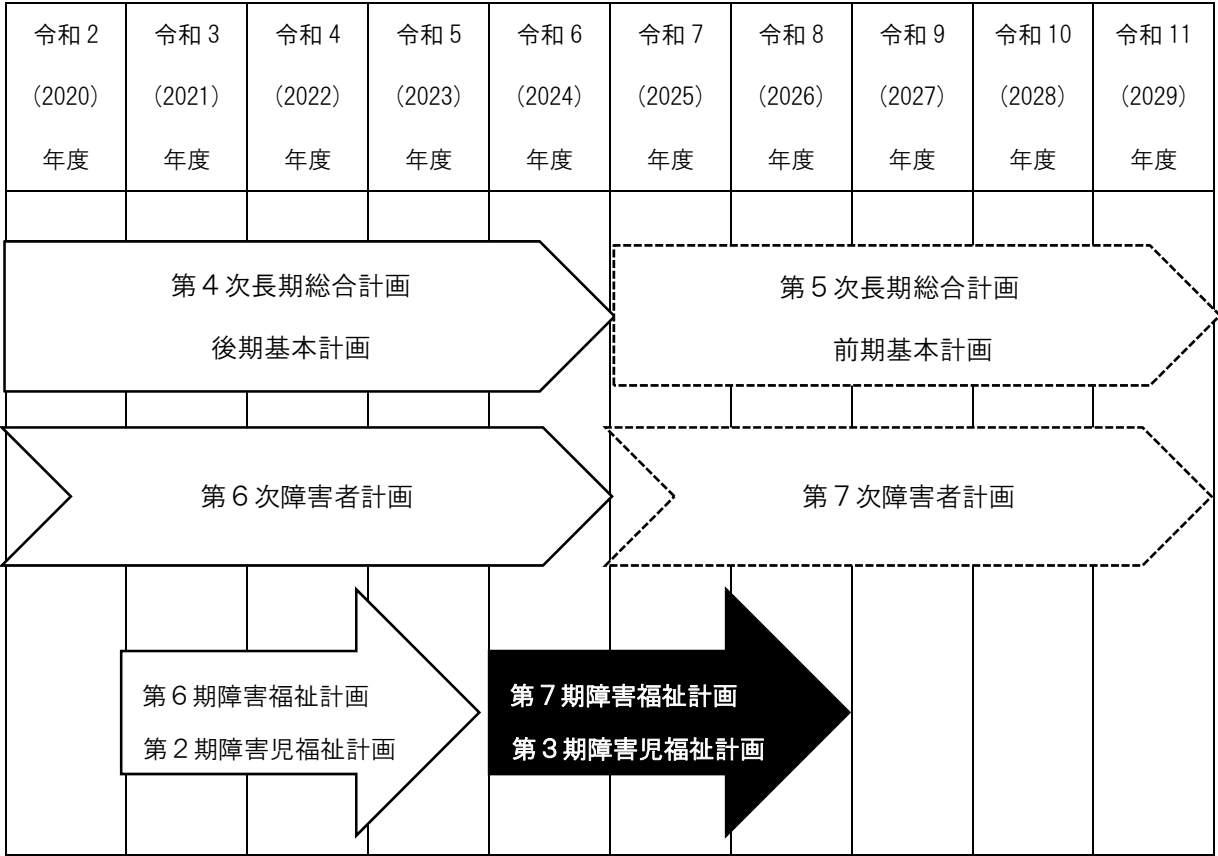 令和 2 令和 3 令和 4 令和 5 令和 6 令和 7 令和 8 令和 9 令和 10 令和 11
（2020） （2021） （2022） （2023） （2024） （2025） （2026） （2027） （2028） （2029）
年度 年度 年度 年度 年度 年度 年度 年度 年度 年度
第４次長期総合計画
後期基本計画
第５次長期総合計画
前期基本計画
第６次障害者計画
第７次障害者計画
第６期障害福祉計画
第２期障害児福祉計画
第７期障害福祉計画
第３期障害児福祉計画